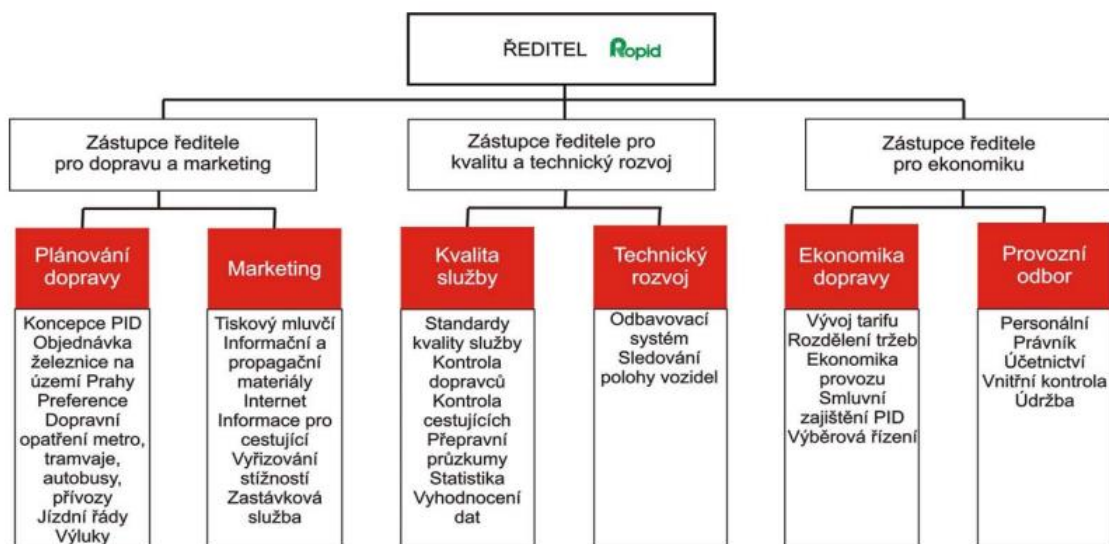 ŘEDITEL Ropid
Zástupce ředitele
pro dopravu a marketing
Zástupce ředitele pro
kvalitu a technický rozvoj
Zástupce ředitele
pro ekonomiku
Plánování
dopravy
Koncepce PID
Objednávka
železnice na
území Prahy
Preference
Dopravní
opatření metro,
tramvaje,
autobusy,
přívozy
Jízdní řády
Výluky
Marketing
Tiskový mluvčí
Informační a
propagační
materiály
Internet
Informace pro
cestující
Vyřizování
stížností
Zastávková
služba
Kvalita
služby
Standardy
kvality služby
Kontrola
dopravců
Kontrola
cestujících
Přepravní
průzkumy
Statistika
Vyhodnocení
dat
Technický
rozvoj
Odbavovací
systém
Sledování
polohy vozidel
Ekonomika
dopravy
Vývoj tarifu
Rozdělení tržeb
Ekonomika
provozu
Smluvní
zajištění PID
Výběrová řízení
Provozní
odbor
Personální
Právník
Účetnictví
Vnitřní kontrola
Údržba